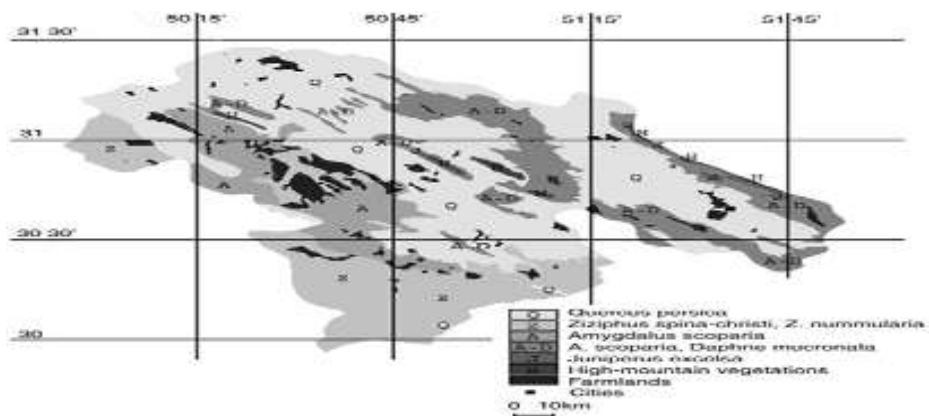 50 15' 50 45' 51 15' 51 45'
31 30'
Q
A-D
A-D
A-D
H
A
31
Z
Q
A
Q
A-D
Q
A-D
A
30 30'
A-D
Z
Z
Q
Q
30
Q Quercus persica
Z Ziziphus spina-christi, Z. nummularia
A Amygdalus scoparia
A-D A. scoparia, Daphne mucronata
J Juniperus excelsa
H High-mountain vegetations
Farmlands
Cities
0 10km